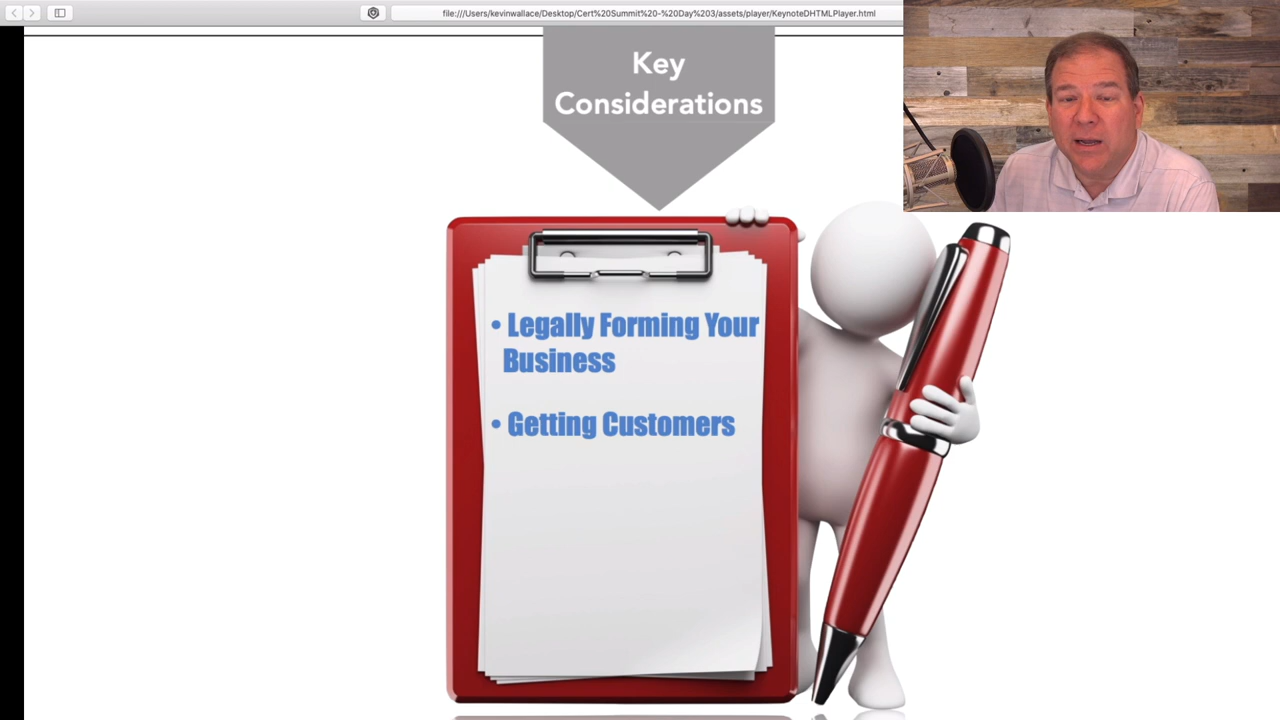 file:///Users/kevinwallace/Desktop/Cert%20Summit%20-%20Day%203/assets/player/KeynoteDHTMLPlayer.html
Key
Considerations
• Legally Forming Your
Business
• Getting Customers